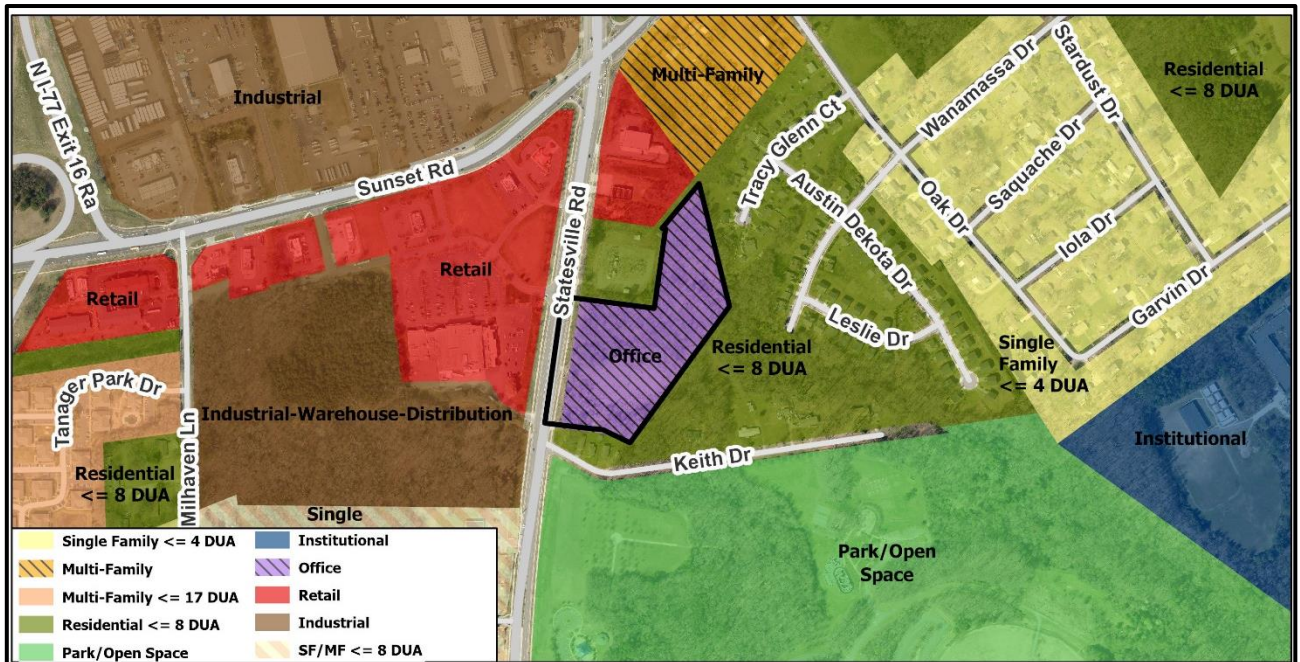 N I-77 Exit 16 Ra
Industrial
Sunset Rd
Statesville Rd
Multi-Family
Tracy Glenn Ct
Austin Dekota Dr
Wanamassa Dr
Stardust Dr
Residential
<= 8 DUA
Saquache Dr
Oak Dr
Iola Dr
Garvin Dr
Leslie Dr
Retail
Retail
Office
Residential
<= 8 DUA
Single
Family
<= 4 DUA
Tanager Park Dr
Milhaven Ln
Industrial-Warehouse-Distribution
Residential
<= 8 DUA
Keith Dr
Institutional
Single
Park/Open
Space
Single Family <= 4 DUA
Multi-Family
Multi-Family <= 17 DUA
Residential <= 8 DUA
Park/Open Space
Institutional
Office
Retail
Industrial
SF/MF <= 8 DUA